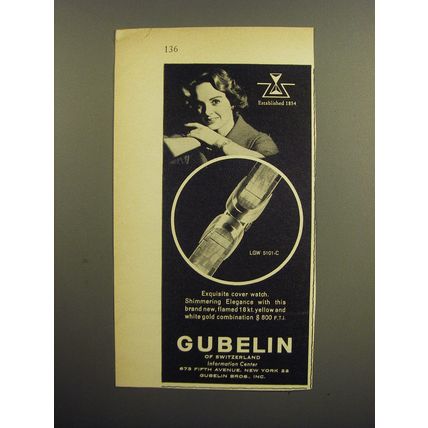 136
Established 1854
LGW 5101-C
Exquisite cover watch.
Shimmering Elegance with this
brand new, flamed 18 kt. yellow and
white gold combination $ 800 F.T.I.
GUBELIN
OF SWITZERLAND
Information Center
673 FIFTH AVENUE, NEW YORK 22
GUBELIN BROS., INC.